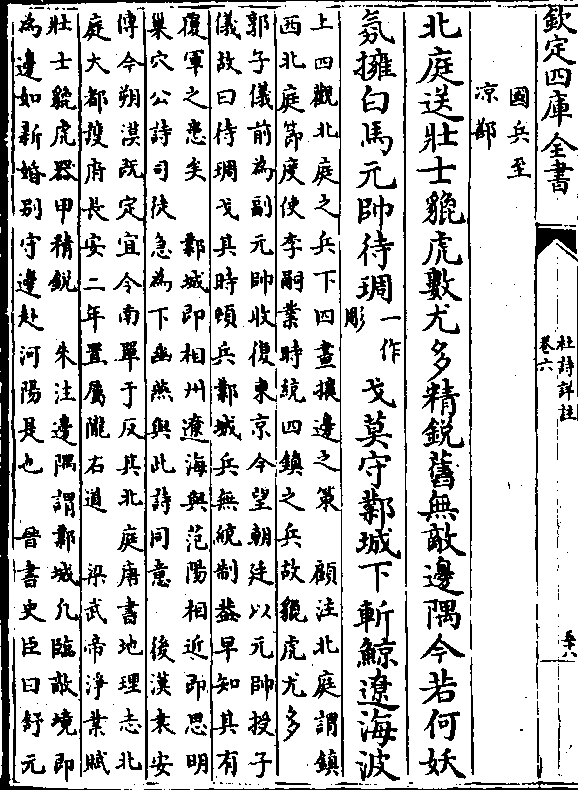 欽定四庫全書
杜詩詳註
卷六
國兵至
凉鄴
北庭送壯士貔虎數尤多精銳舊無敵邊隅今若何妖
氛擁白馬元帥待琱一作彫戈莫守鄴城下斬鯨遼海波
上四觀北庭之兵下四畫攘邊之策　顧注北庭謂鎮
西北庭節度使李嗣業時統四鎮之兵故貔虎尤多
郭子儀前為副元帥收復東京今望朝廷以元帥授子
儀故曰待琱戈其時頓兵鄴城兵無統制葢早知其有
覆軍之患矣　鄴城即相州遼海與范陽相近即思明
巢穴公詩司徒急為下幽燕與此詩同意　後漢袁安
傳今朔漠既定宜令南單于反其北庭唐書地理志北
庭大都護府長安二年置屬隴右道　梁武帝淨業賦
壯士貔虎器甲精銳　朱注邊隅謂鄴城凡臨敵境即
為邊如新婚別守邊赴河陽是也　晉書史臣曰舒元